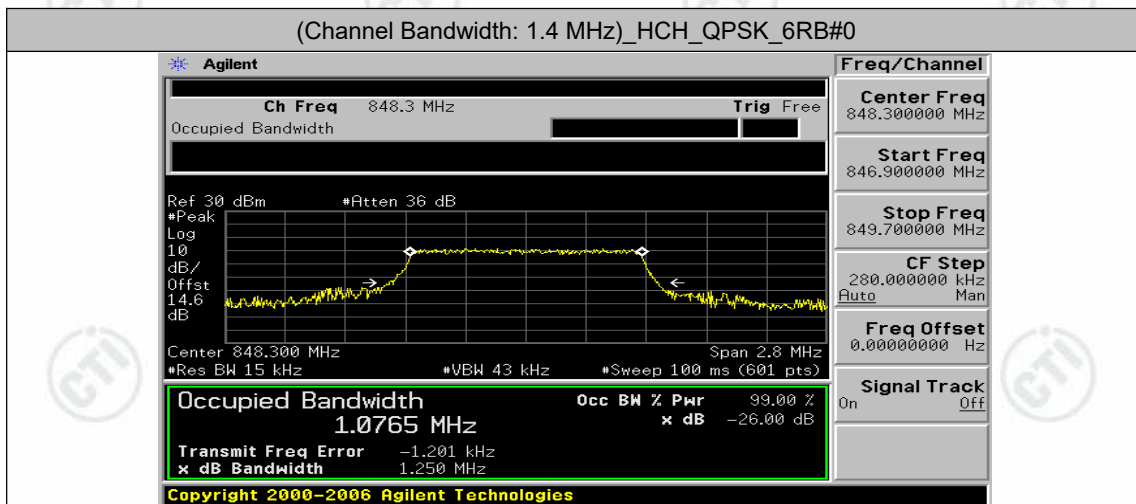 (Channel Bandwidth: 1.4 MHz)_HCH_QPSK_6RB#0
Agilent
Ch Freq 848.3 MHz Trig Free
Occupied Bandwidth
Ref 30 dBm #Atten 36 dB
#Peak
Log
10
dB/
Offst
14.6
dB
Center 848.300 MHz Span 2.8 MHz
#Res BW 15 kHz #VBW 43 kHz #Sweep 100 ms (601 pts)
Occupied Bandwidth Occ BW % Pwr 99.00 %
1.0765 MHz x dB -26.00 dB
Transmit Freq Error -1.201 kHz
x dB Bandwidth 1.250 MHz
Copyright 2000-2006 Agilent Technologies
Freq/Channel
Center Freq
848.300000 MHz
Start Freq
846.900000 MHz
Stop Freq
849.700000 MHz
CF Step
280.000000 kHz
Auto Man
Freq Offset
0.00000000 Hz
Signal Track
On Off
CTI
CTI